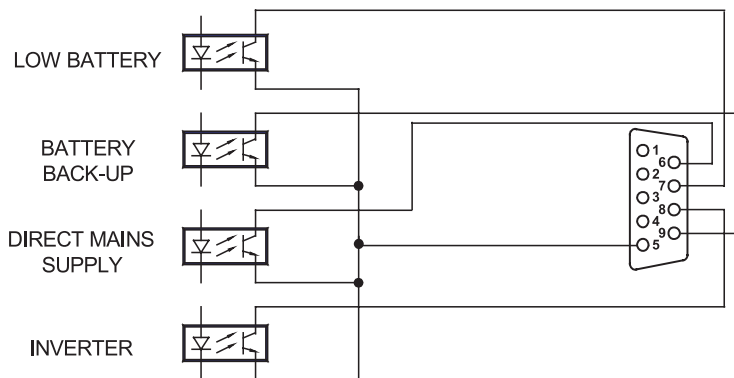 LOW BATTERY
BATTERY
BACK-UP
DIRECT MAINS
SUPPLY
INVERTER
1
6
2
7
3
8
4
9
5